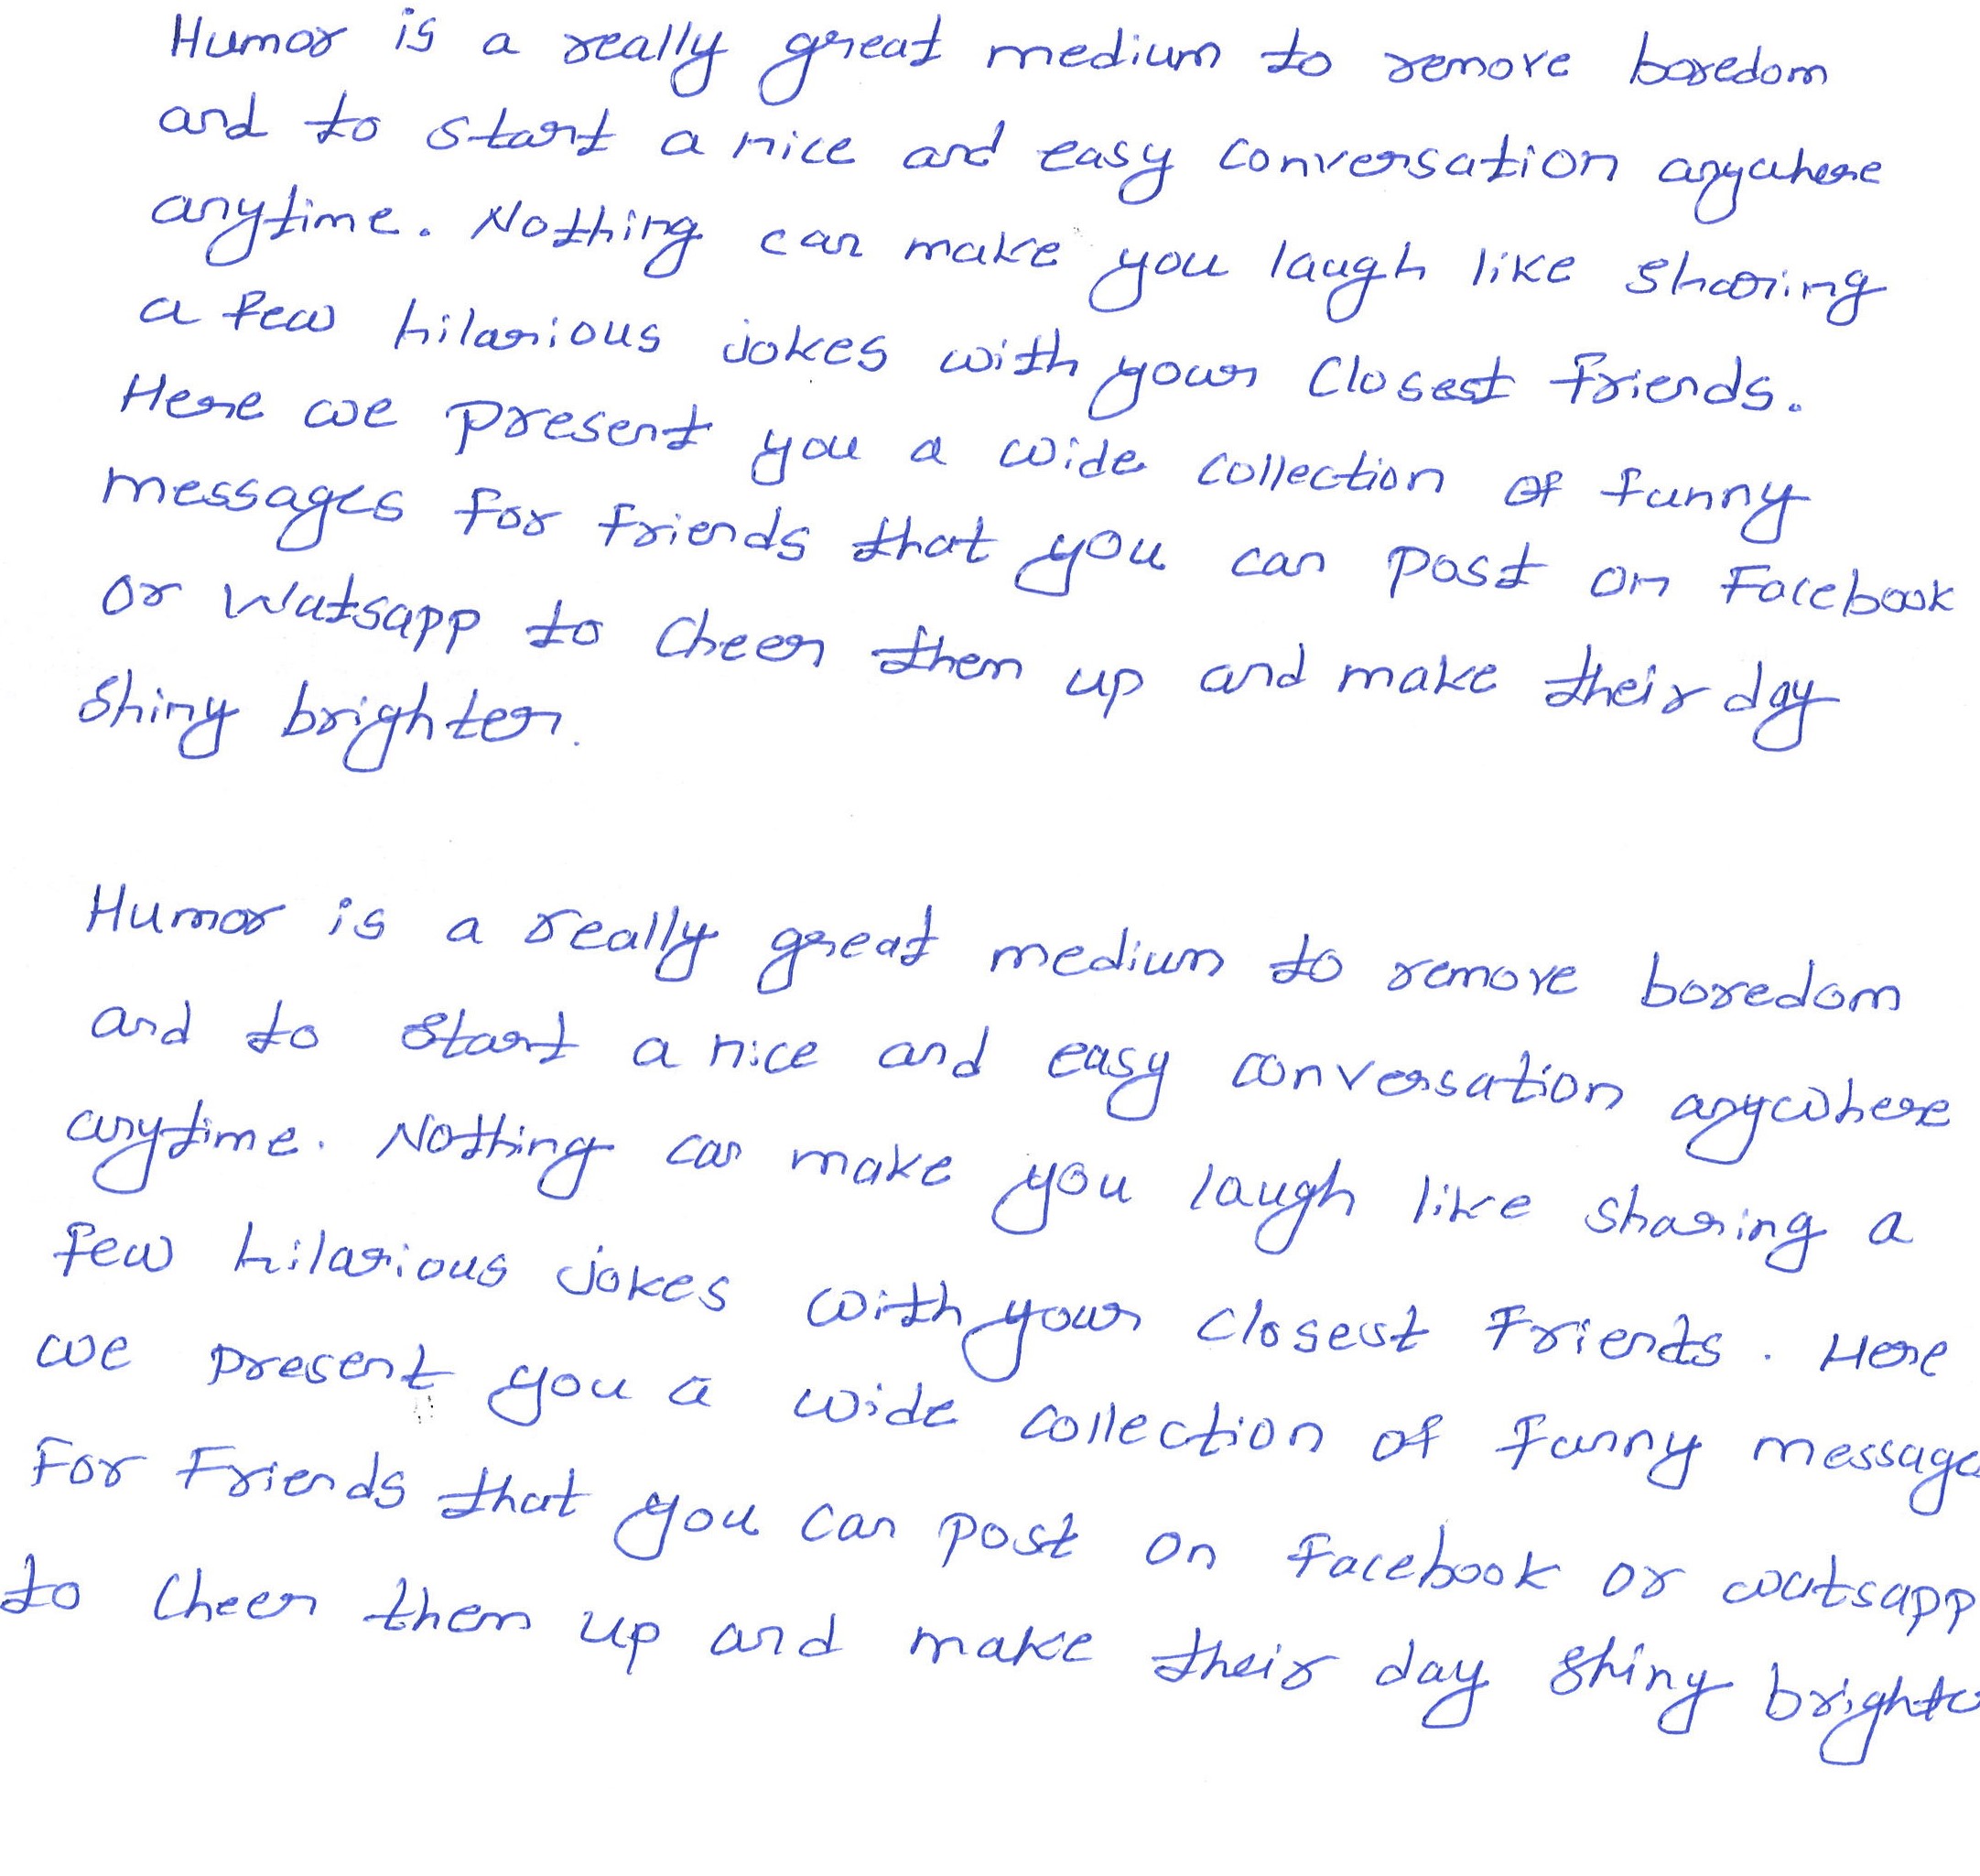 Humor is a really great medium to remove boredom
and to start a nice and easy conversation anywhere
anytime. Nothing can make you laugh like sharing
a few hilarious jokes with your closest friends.
Here we present you a wide collection of funny
messages for friends that you can post on Facebook
or Watsapp to cheer them up and make their day
shiny brighter.
Humor is a really great medium to remove boredom
and to start a nice and easy conversation anywhere
anytime. Nothing can make you laugh like sharing a
few hilarious jokes with your closest friends. Here
we present you a wide collection of funny message
for friends that you can post on facebook or watsapp
to cheer them up and make their day shiny brighte